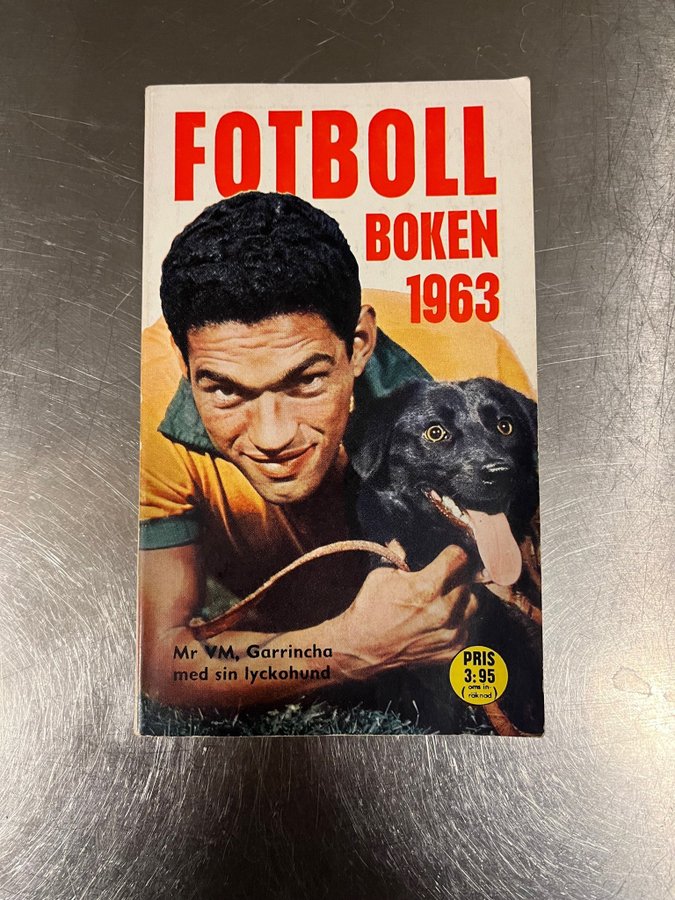 FOTBOLL
BOKEN
1963
Mr VM, Garrincha
med sin lyckohund
PRIS
3:95
(oms in-
räknad)